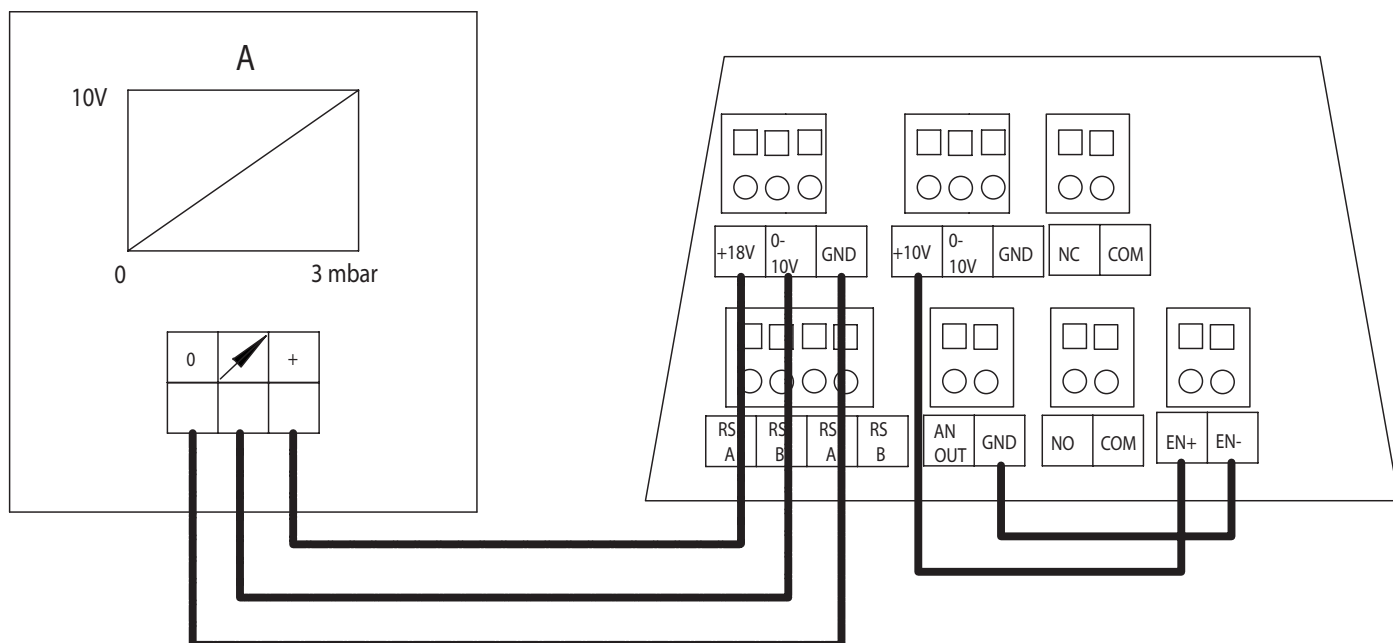 A
10V
0
3 mbar
0
+
+18V
0-
10V
GND
+10V
0-
10V
GND
NC
COM
RS
A
RS
B
RS
A
RS
B
AN
OUT
GND
NO
COM
EN+
EN-